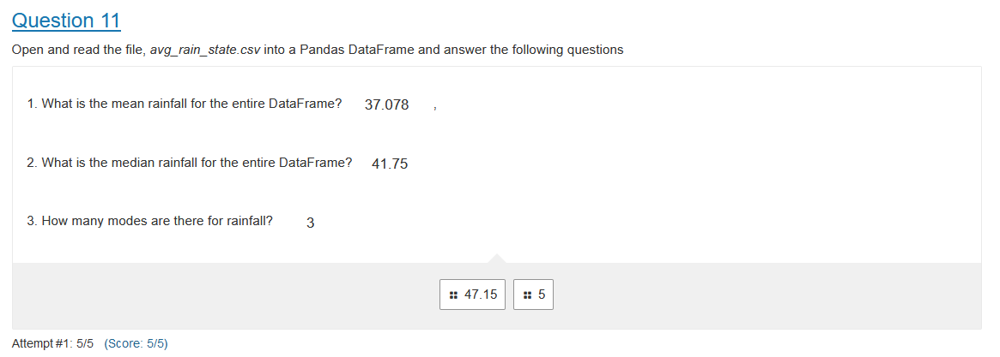 Question 11
Open and read the file, avg_rain_state.csv into a Pandas DataFrame and answer the following questions
1. What is the mean rainfall for the entire DataFrame? 37.078 ,
2. What is the median rainfall for the entire DataFrame? 41.75
3. How many modes are there for rainfall? 3
47.15 5
Attempt #1: 5/5 (Score: 5/5)